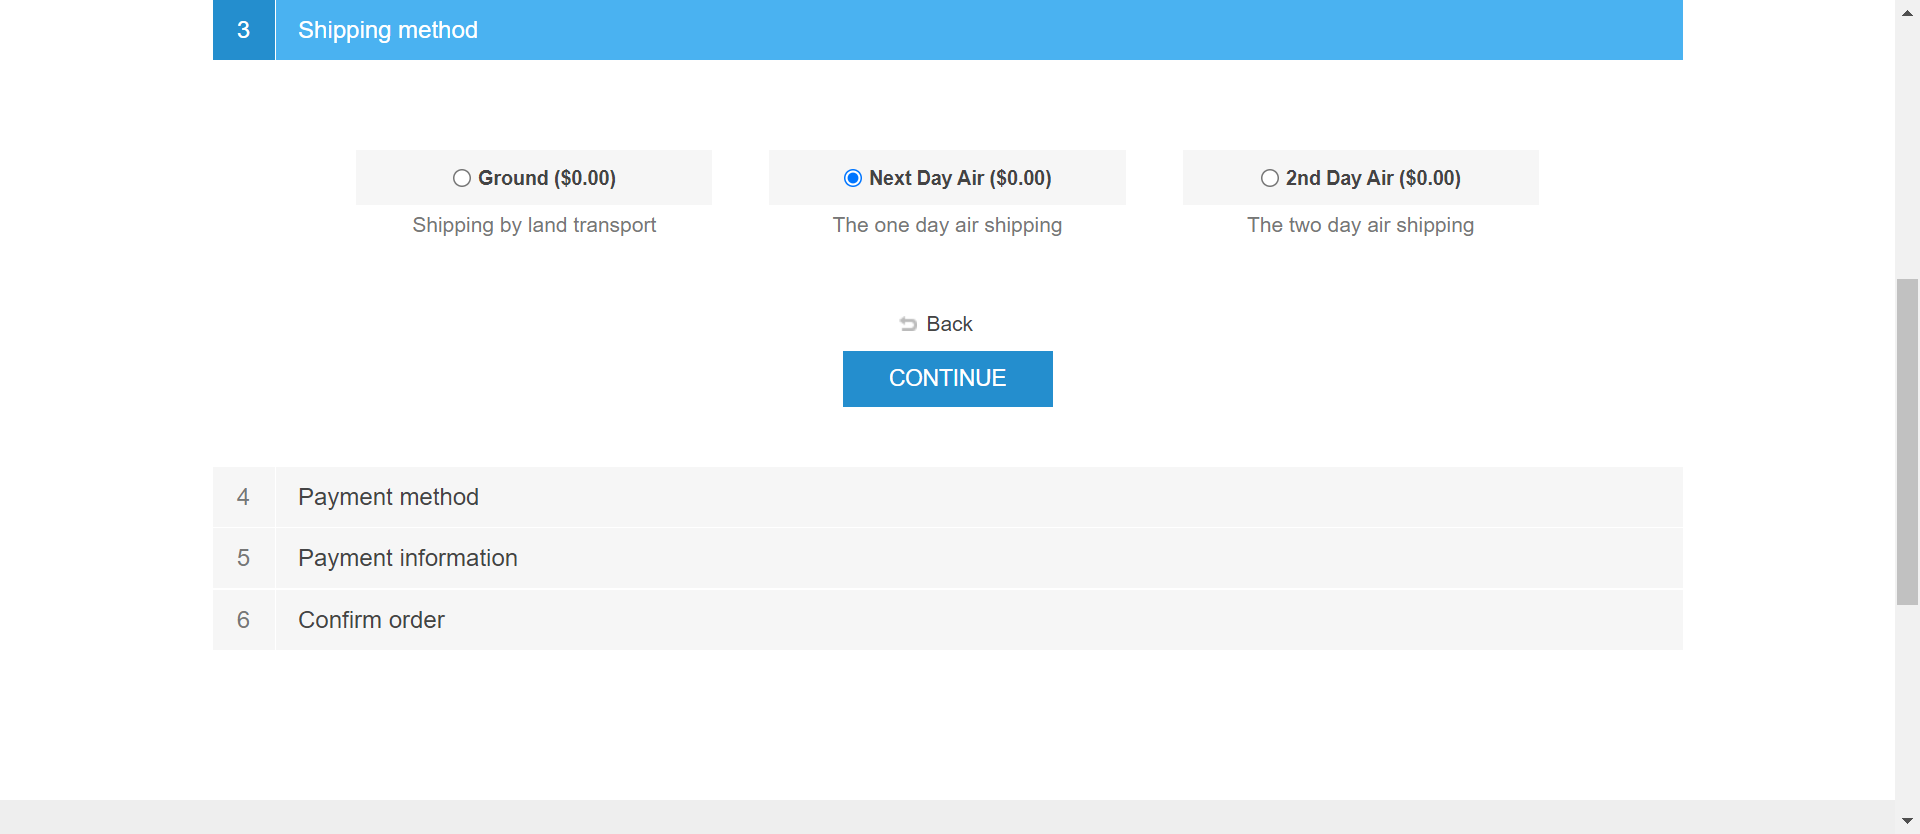 3 Shipping method
Ground ($0.00) Next Day Air ($0.00) 2nd Day Air ($0.00)
Shipping by land transport The one day air shipping The two day air shipping
Back
CONTINUE
4 Payment method
5 Payment information
6 Confirm order